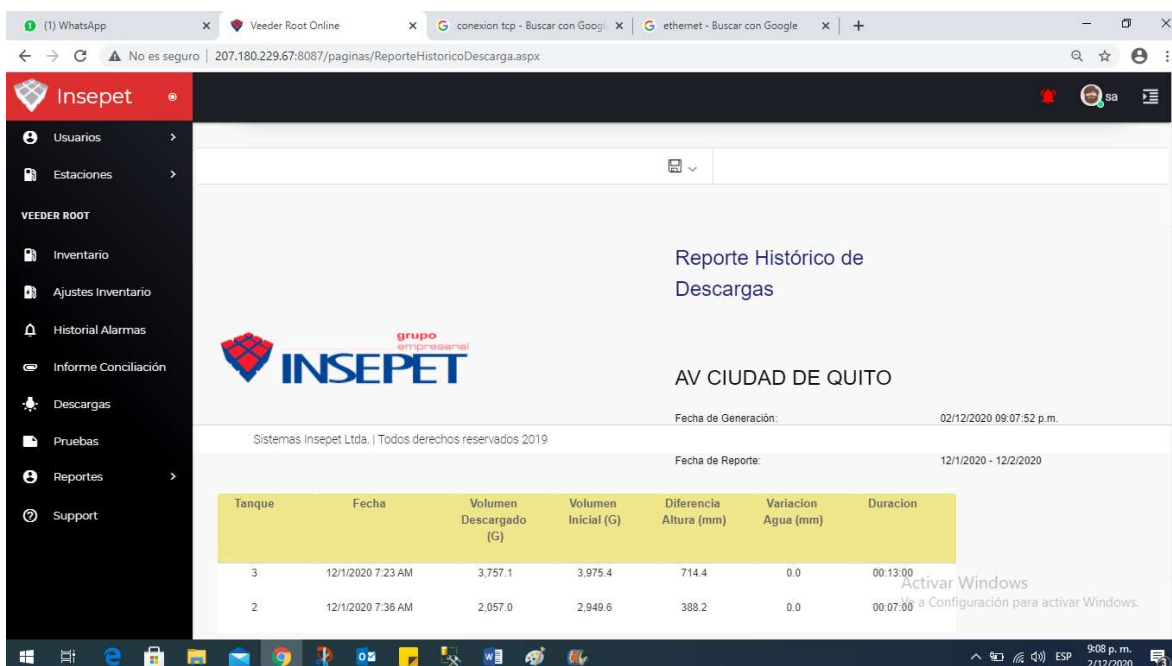 (1) WhatsApp
Veeder Root Online
conexion tcp - Buscar con Googl
ethernet - Buscar con Google
No es seguro
207.180.229.67:8087/paginas/ReporteHistoricoDescarga.aspx
Insepet
sa
Usuarios
Estaciones
VEEDER ROOT
Inventario
Ajustes Inventario
Historial Alarmas
Informe Conciliación
Descargas
Pruebas
Reportes
Support
Reporte Histórico de
Descargas
grupo
empresarial
INSEPET
AV CIUDAD DE QUITO
Fecha de Generación: 02/12/2020 09:07:52 p.m.
Sistemas Insepet Ltda. | Todos derechos reservados 2019
Fecha de Reporte: 12/1/2020 - 12/2/2020
Tanque Fecha Volumen Descargado (G) Volumen Inicial (G) Diferencia Altura (mm) Variacion Agua (mm) Duracion
3 12/1/2020 7:23 AM 3,757.1 3,975.4 714.4 0.0 00:13:00
2 12/1/2020 7:36 AM 2,057.0 2,949.6 388.2 0.0 00:07:00
Activar Windows
Ve a Configuración para activar Windows.
ESP
9:08 p. m.
2/12/2020